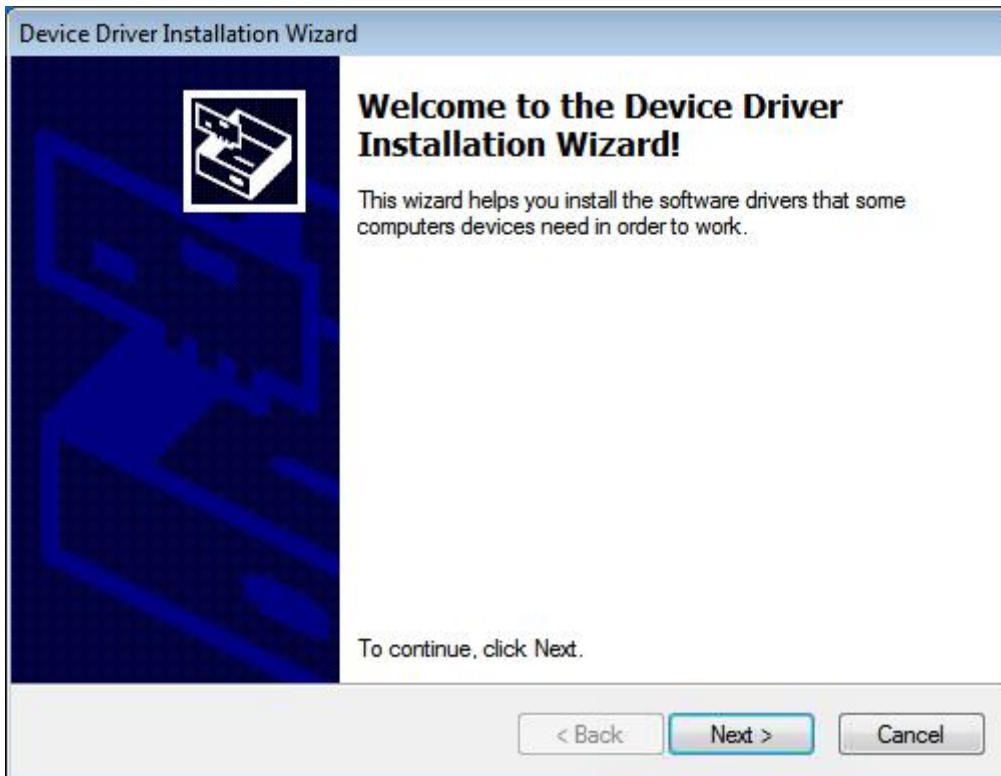 Device Driver Installation Wizard
Welcome to the Device Driver
Installation Wizard!
This wizard helps you install the software drivers that some
computers devices need in order to work.
To continue, click Next.
< Back
Next >
Cancel